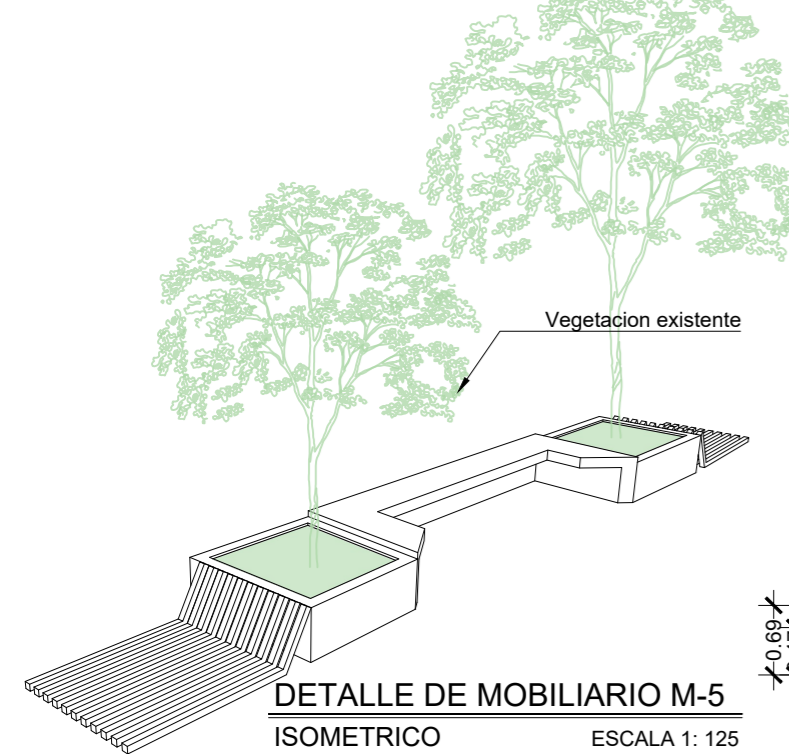 Vegetacion existente
0.69
DETALLE DE MOBILIARIO M-5
ISOMETRICO ESCALA 1: 125